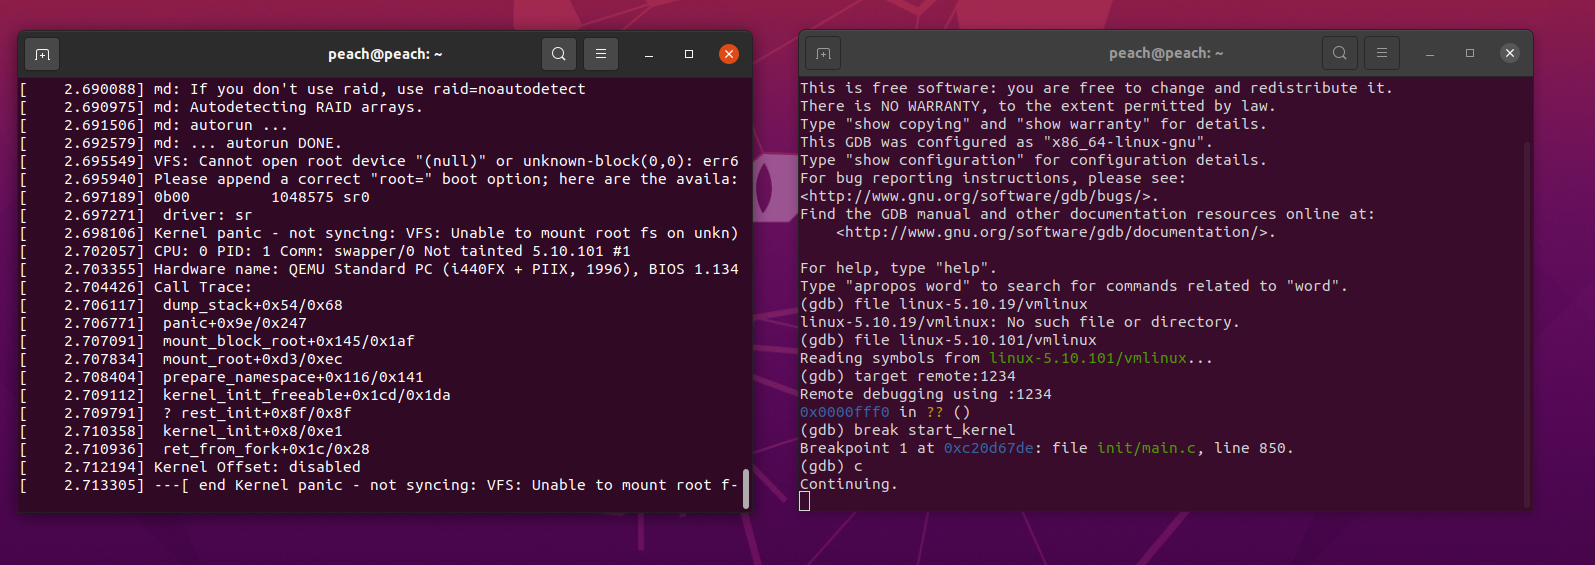 peach@peach: ~
[    2.690088] md: If you don't use raid, use raid=noautodetect
[    2.690975] md: Autodetecting RAID arrays.
[    2.691506] md: autorun ...
[    2.692579] md: ... autorun DONE.
[    2.695549] VFS: Cannot open root device "(null)" or unknown-block(0,0): err6
[    2.695940] Please append a correct "root=" boot option; here are the availa:
[    2.697189] 0b00         1048575 sr0
[    2.697271]  driver: sr
[    2.698106] Kernel panic - not syncing: VFS: Unable to mount root fs on unkn)
[    2.702057] CPU: 0 PID: 1 Comm: swapper/0 Not tainted 5.10.101 #1
[    2.703355] Hardware name: QEMU Standard PC (i440FX + PIIX, 1996), BIOS 1.134
[    2.704426] Call Trace:
[    2.706117]  dump_stack+0x54/0x68
[    2.706771]  panic+0x9e/0x247
[    2.707091]  mount_block_root+0x145/0x1af
[    2.707834]  mount_root+0xd3/0xec
[    2.708404]  prepare_namespace+0x116/0x141
[    2.709112]  kernel_init_freeable+0x1cd/0x1da
[    2.709791]  ? rest_init+0x8f/0x8f
[    2.710358]  kernel_init+0x8/0xe1
[    2.710936]  ret_from_fork+0x1c/0x28
[    2.712194] Kernel Offset: disabled
[    2.713305] ---[ end Kernel panic - not syncing: VFS: Unable to mount root f-
peach@peach: ~
This is free software: you are free to change and redistribute it.
There is NO WARRANTY, to the extent permitted by law.
Type "show copying" and "show warranty" for details.
This GDB was configured as "x86_64-linux-gnu".
Type "show configuration" for configuration details.
For bug reporting instructions, please see:
<http://www.gnu.org/software/gdb/bugs/>.
Find the GDB manual and other documentation resources online at:
    <http://www.gnu.org/software/gdb/documentation/>.
For help, type "help".
Type "apropos word" to search for commands related to "word".
(gdb) file linux-5.10.19/vmlinux
linux-5.10.19/vmlinux: No such file or directory.
(gdb) file linux-5.10.101/vmlinux
Reading symbols from linux-5.10.101/vmlinux...
(gdb) target remote:1234
Remote debugging using :1234
0x0000fff0 in ?? ()
(gdb) break start_kernel
Breakpoint 1 at 0xc20d67de: file init/main.c, line 850.
(gdb) c
Continuing.